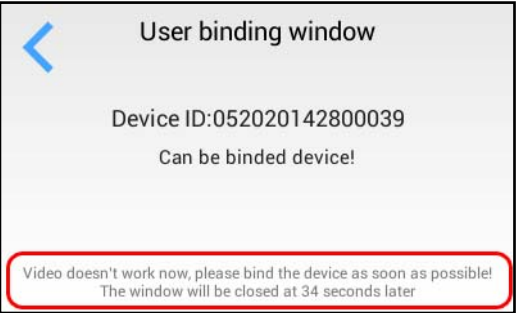 User binding window
Device ID:052020142800039
Can be binded device!
Video doesn't work now, please bind the device as soon as possible!
The window will be closed at 34 seconds later